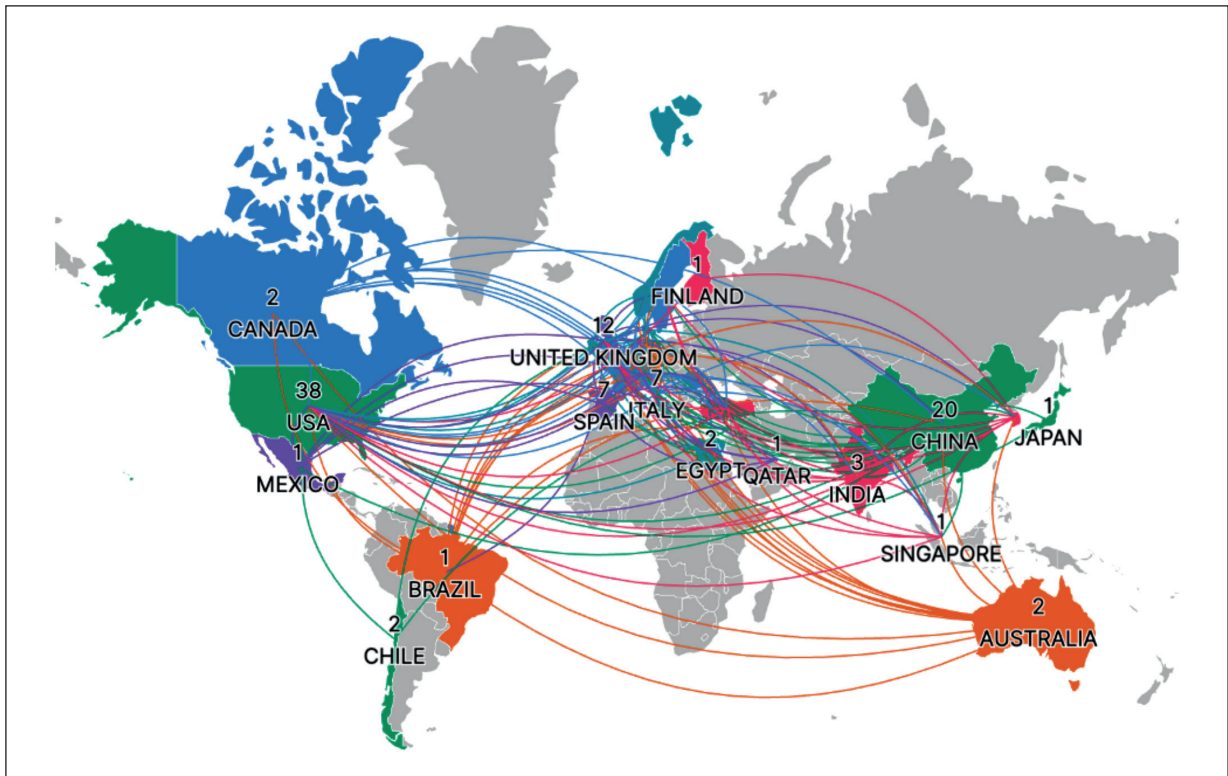 1
FINLAND
2
CANADA
12
UNITED KINGDOM
38
USA
7
SPAIN
7
ITALY
20
CHINA
1
JAPAN
1
MEXICO
2
EGYPT
1
QATAR
3
INDIA
1
SINGAPORE
1
BRAZIL
2
AUSTRALIA
2
CHILE